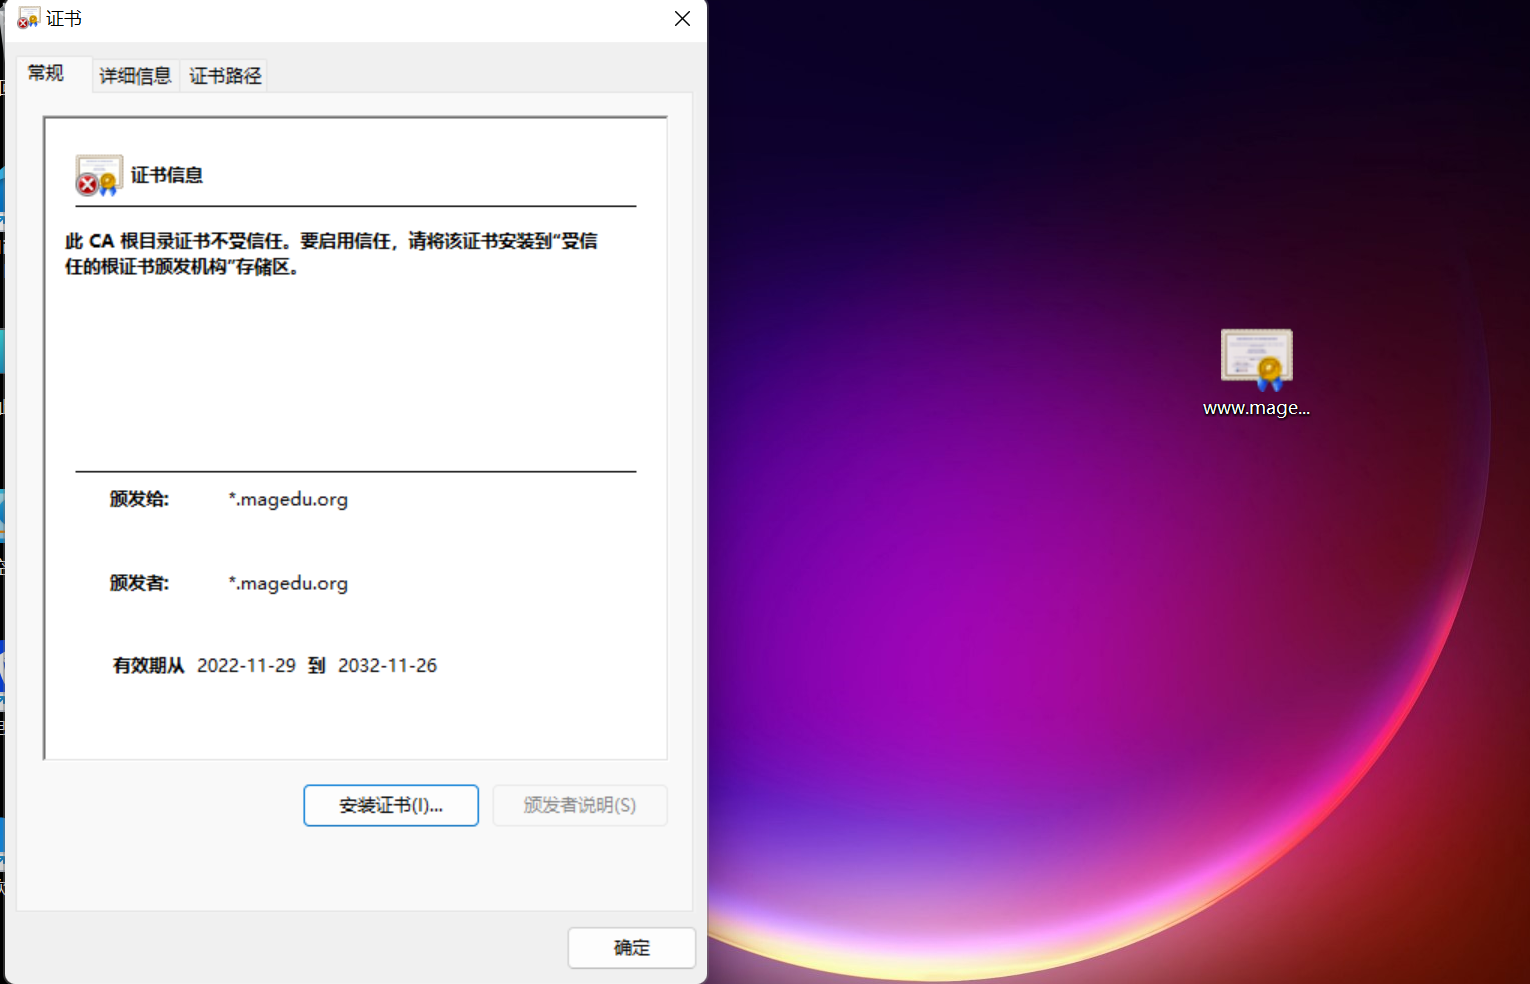 证书
常规
详细信息
证书路径
证书信息
此 CA 根目录证书不受信任。要启用信任，请将该证书安装到“受信
任的根证书颁发机构”存储区。
颁发给: *.magedu.org
颁发者: *.magedu.org
有效期从 2022-11-29 到 2032-11-26
安装证书(I)...
颁发者说明(S)
确定
www.mage...